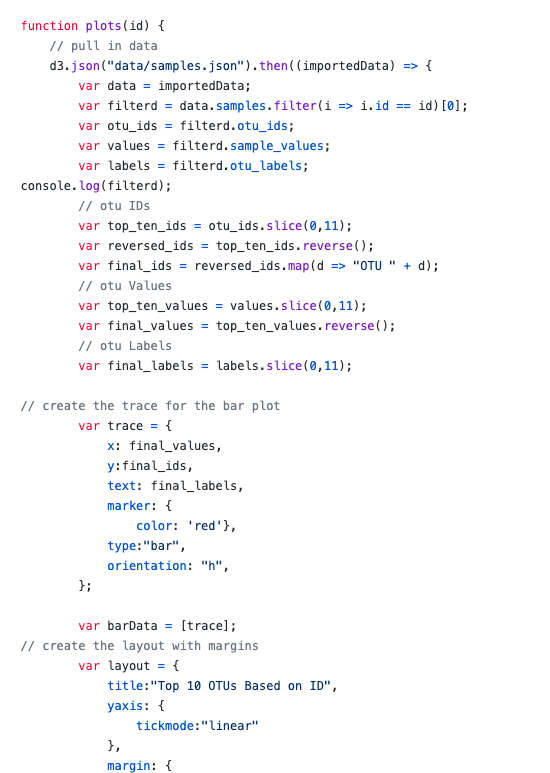 function plots(id) {
    // pull in data
    d3.json("data/samples.json").then((importedData) => {
        var data = importedData;
        var filterd = data.samples.filter(i => i.id == id)[0];
        var otu_ids = filterd.otu_ids;
        var values = filterd.sample_values;
        var labels = filterd.otu_labels;
console.log(filterd);
        // otu IDs
        var top_ten_ids = otu_ids.slice(0,11);
        var reversed_ids = top_ten_ids.reverse();
        var final_ids = reversed_ids.map(d => "OTU " + d);
        // otu Values
        var top_ten_values = values.slice(0,11);
        var final_values = top_ten_values.reverse();
        // otu Labels
        var final_labels = labels.slice(0,11);

// create the trace for the bar plot
        var trace = {
            x: final_values,
            y:final_ids,
            text: final_labels,
            marker: {
                color: 'red'},
            type:"bar",
            orientation: "h",
        };

        var barData = [trace];
// create the layout with margins
        var layout = {
            title:"Top 10 OTUs Based on ID",
            yaxis: {
                tickmode:"linear"
            },
            margin: {